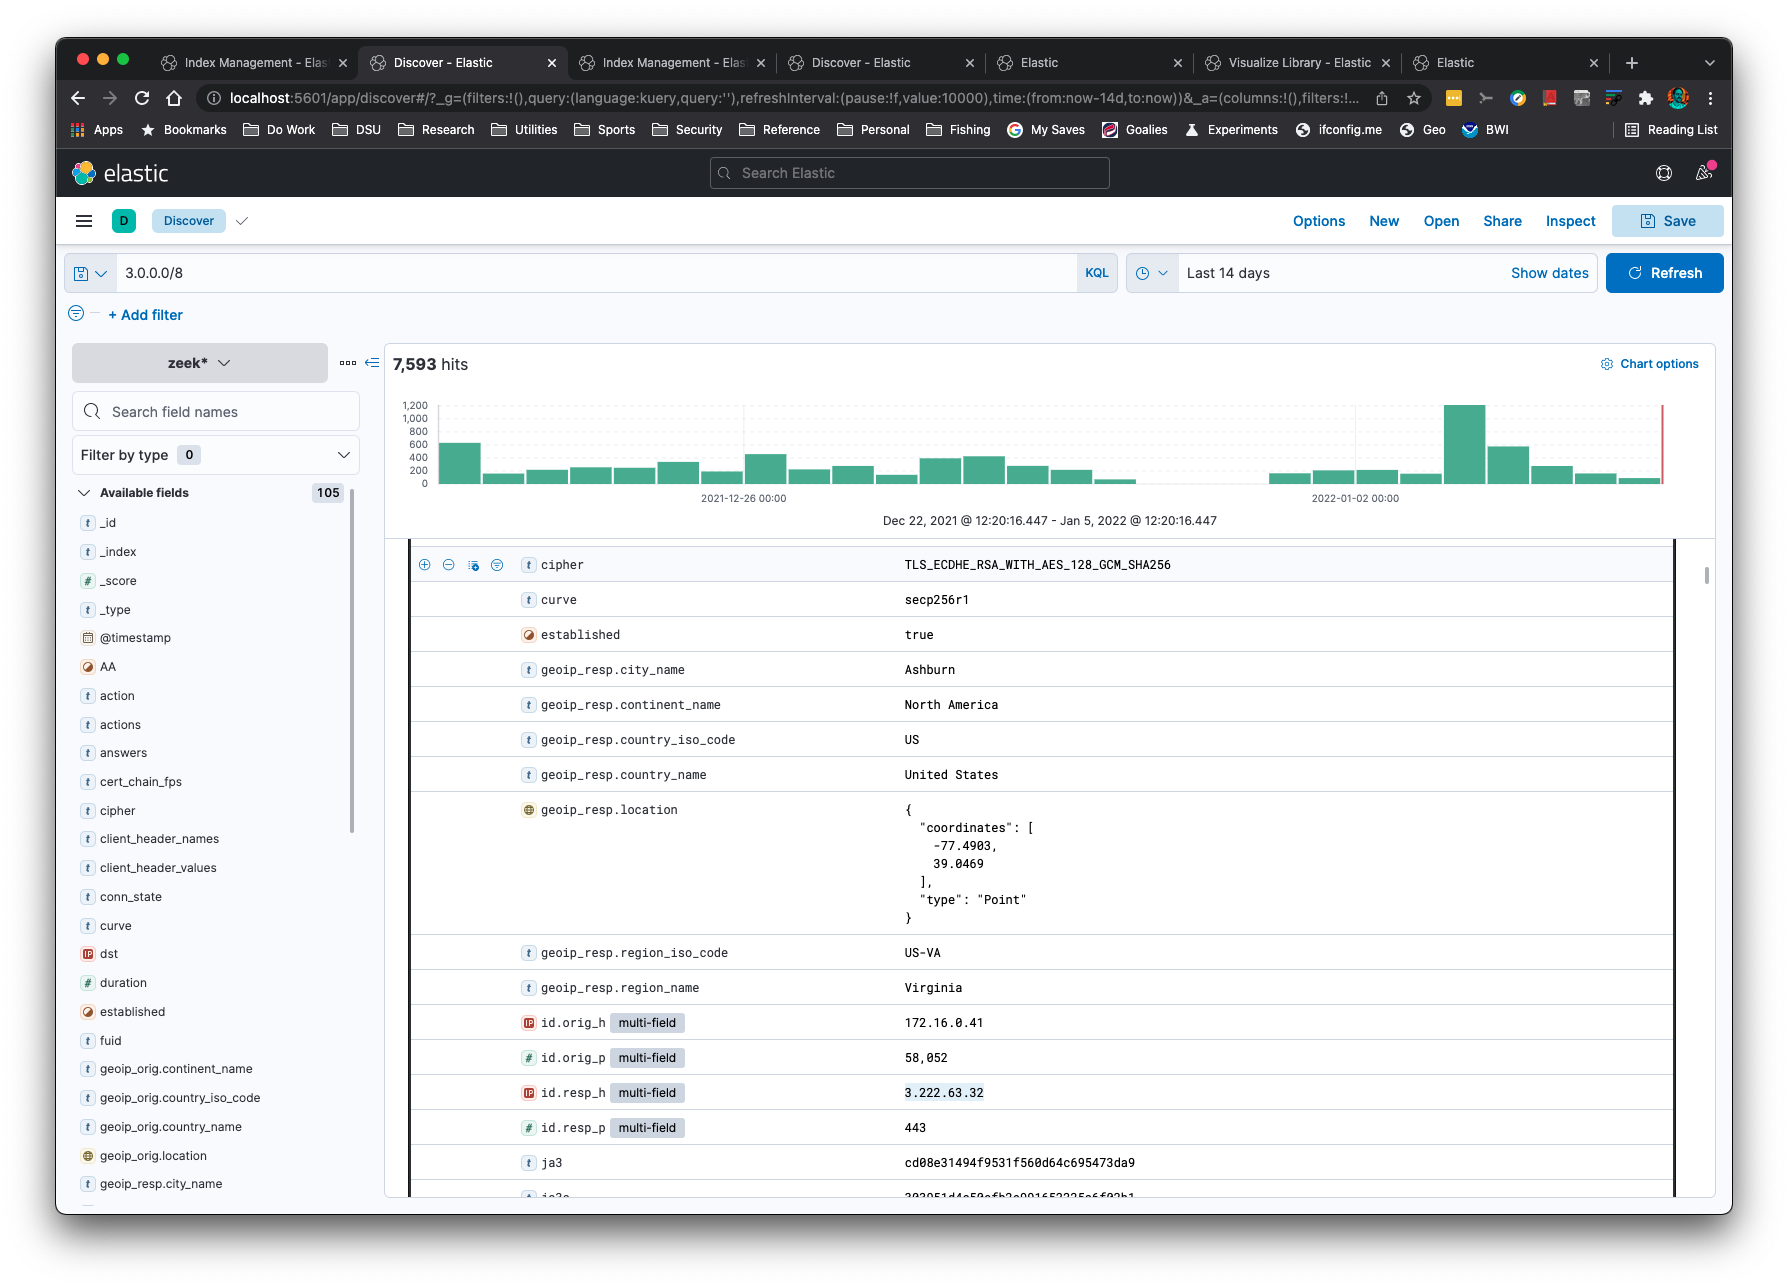 Index Management - Elas
Discover - Elastic
Index Management - Elas
Discover - Elastic
Elastic
Visualize Library - Elastic
Elastic
localhost:5601/app/discover#/?_g=(filters:!(),query:(language:kuery,query:''),refreshInterval:(pause:!f,value:10000),time:(from:now-14d,to:now))&_a=(columns:!(),filters:!...
Apps
Bookmarks
Do Work
DSU
Research
Utilities
Sports
Security
Reference
Personal
Fishing
My Saves
Goalies
Experiments
ifconfig.me
Geo
BWI
Reading List
elastic
Search Elastic
D
Discover
Options
New
Open
Share
Inspect
Save
3.0.0.0/8
KQL
Last 14 days
Show dates
Refresh
+ Add filter
zeek*
7,593 hits
Chart options
Search field names
Filter by type 0
Available fields 105
t _id
t _index
# _score
t _type
@timestamp
AA
t action
t actions
t answers
t cert_chain_fps
t cipher
t client_header_names
t client_header_values
t conn_state
t curve
IP dst
# duration
established
t fuid
t geoip_orig.continent_name
t geoip_orig.country_iso_code
t geoip_orig.country_name
geoip_orig.location
t geoip_resp.city_name
1,200
1,000
800
600
400
200
0
2021-12-26 00:00
2022-01-02 00:00
Dec 22, 2021 @ 12:20:16.447 - Jan 5, 2022 @ 12:20:16.447
t cipher TLS_ECDHE_RSA_WITH_AES_128_GCM_SHA256
t curve secp256r1
established true
t geoip_resp.city_name Ashburn
t geoip_resp.continent_name North America
t geoip_resp.country_iso_code US
t geoip_resp.country_name United States
geoip_resp.location {
"coordinates": [
-77.4903,
39.0469
],
"type": "Point"
}
t geoip_resp.region_iso_code US-VA
t geoip_resp.region_name Virginia
IP id.orig_h multi-field 172.16.0.41
# id.orig_p multi-field 58,052
IP id.resp_h multi-field 3.222.63.32
# id.resp_p multi-field 443
t ja3 cd08e31494f9531f560d64c695473da9